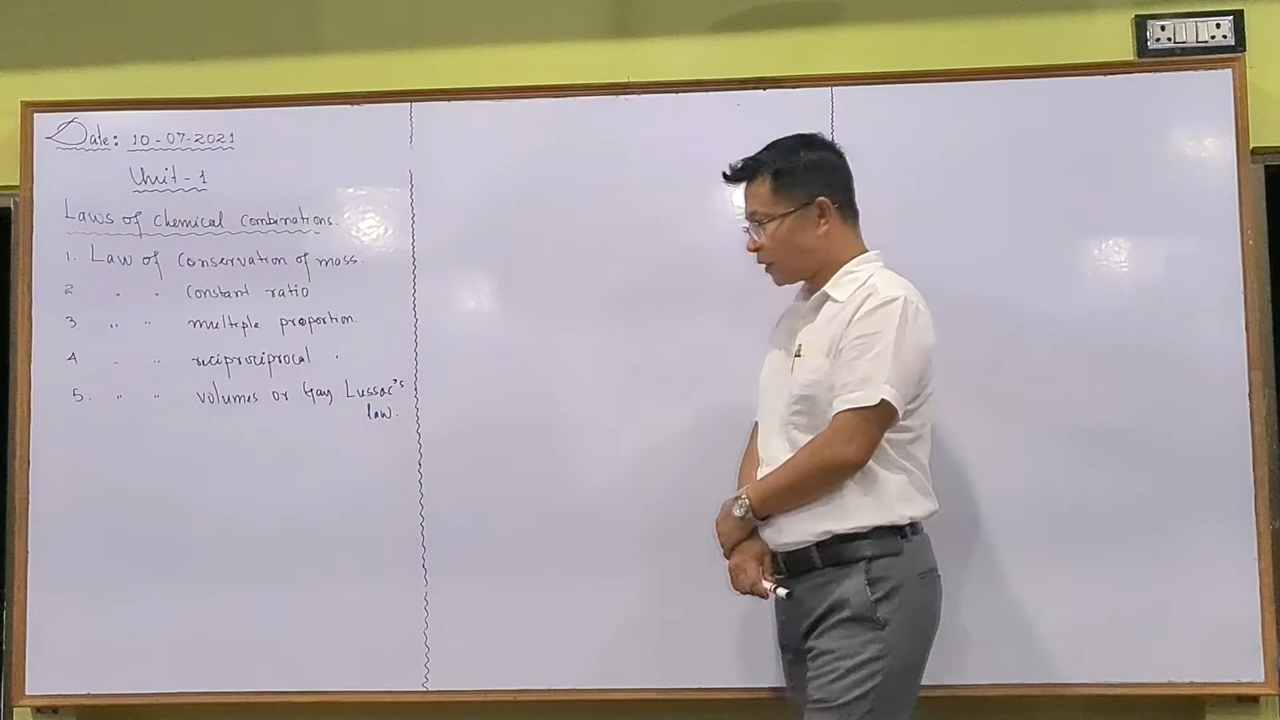 Date: 10-07-2021
Unit-1
Laws of chemical combinations.
1. Law of conservation of mass.
2 " " constant ratio
3 " " multiple proportion.
4 " " reciprociprocal "
5. " " volumes or Gay Lussac's
law.